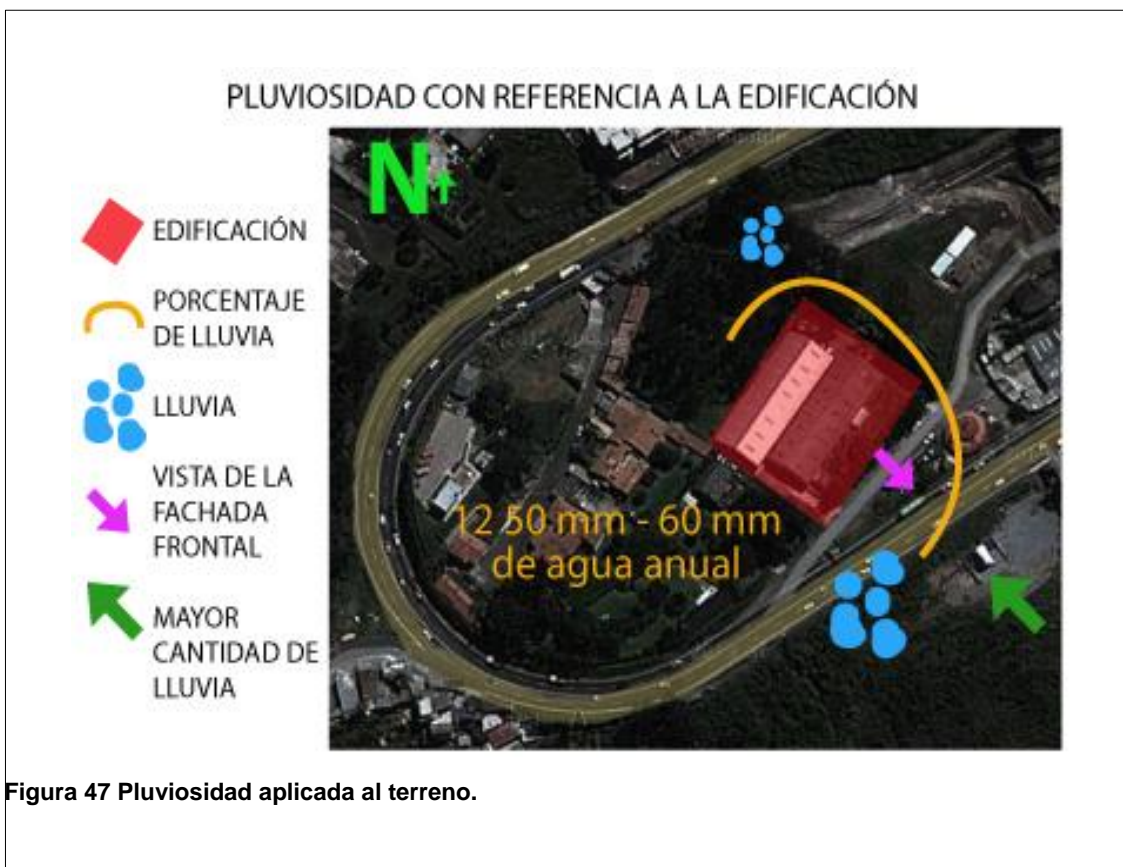 PLUVIOSIDAD CON REFERENCIA A LA EDIFICACIÓN
N
EDIFICACIÓN
PORCENTAJE
DE LLUVIA
LLUVIA
VISTA DE LA
FACHADA
FRONTAL
MAYOR
CANTIDAD DE
LLUVIA
12 50 mm - 60 mm
de agua anual
Figura 47 Pluviosidad aplicada al terreno.